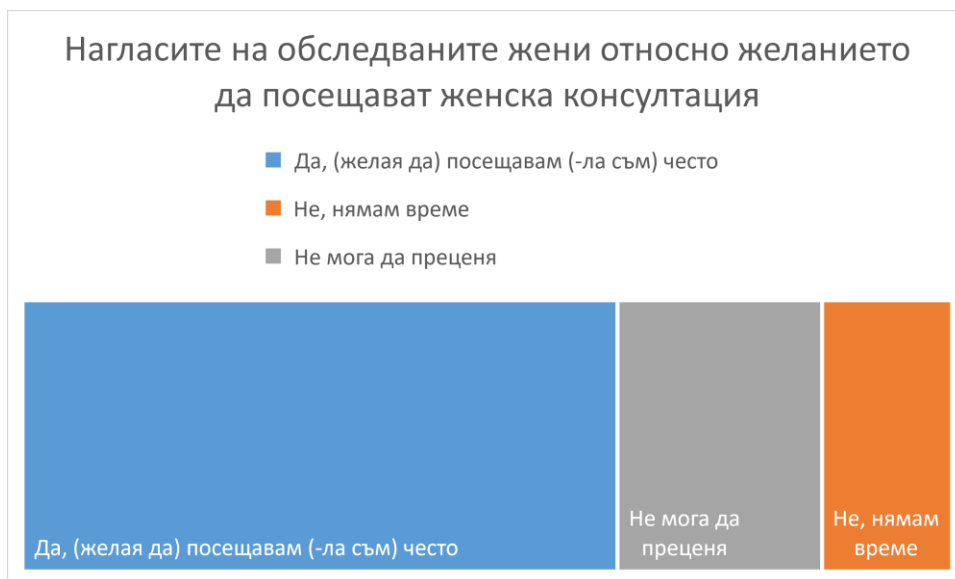 Нагласите на обследваните жени относно желанието
да посещават женска консултация
Да, (желая да) посещавам (-ла съм) често
Не, нямам време
Не мога да преценя
Да, (желая да) посещавам (-ла съм) често
Не мога да
преценя
Не, нямам
време